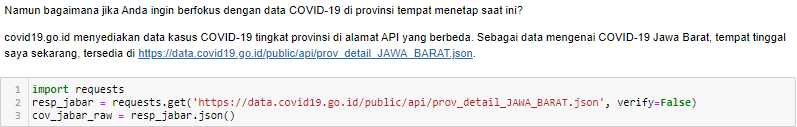 Namun bagaimana jika Anda ingin berfokus dengan data COVID-19 di provinsi tempat menetap saat ini?
covid19.go.id menyediakan data kasus COVID-19 tingkat provinsi di alamat API yang berbeda. Sebagai data mengenai COVID-19 Jawa Barat, tempat tinggal
saya sekarang, tersedia di https://data.covid19.go.id/public/api/prov_detail_JAWA_BARAT.json.
1 import requests
2 resp_jabar = requests.get('https://data.covid19.go.id/public/api/prov_detail_JAWA_BARAT.json', verify=False)
3 cov_jabar_raw = resp_jabar.json()